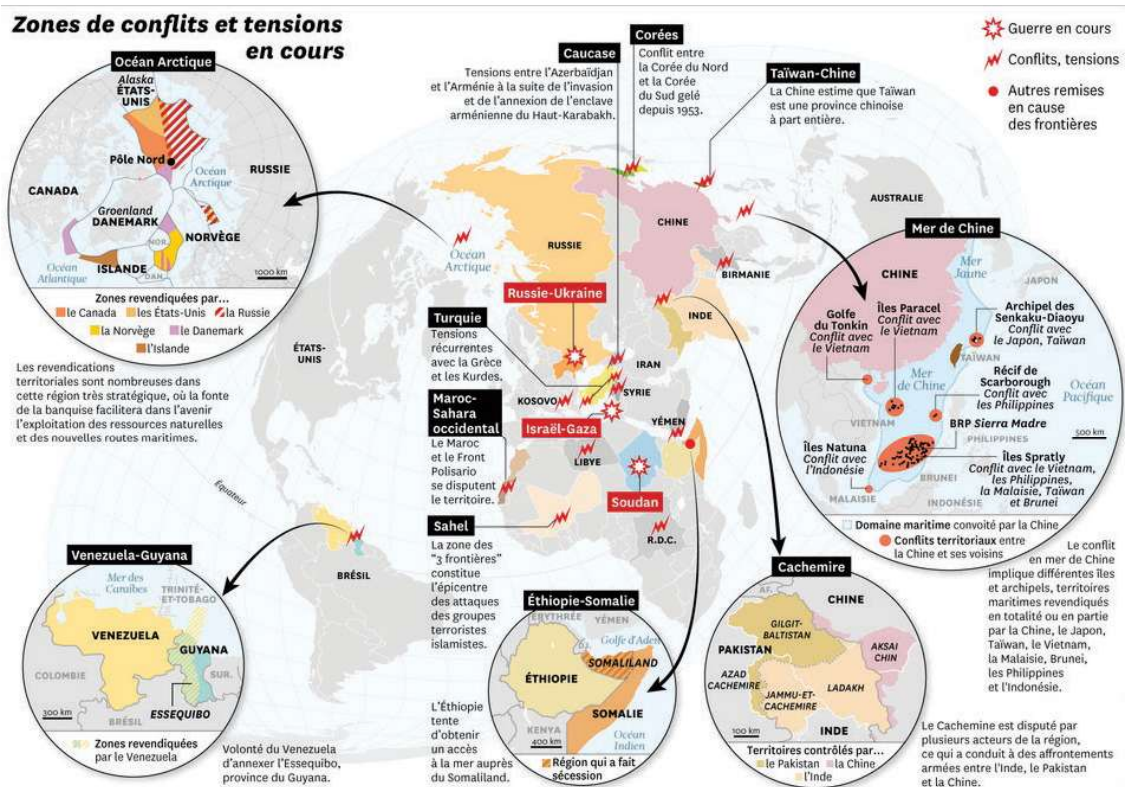 Zones de conflits et tensions
en cours
Océan Arctique
Alaska
ÉTATS-
UNIS
Pôle Nord
Océan
Arctique
RUSSIE
CANADA
Groenland
DANEMARK
NOR.
NORVÈGE
Océan
Atlantique
ISLANDE
DAN.
1000 km
Zones revendiquées par...
le Canada
les États-Unis
la Russie
la Norvège
le Danemark
l'Islande
Les revendications
territoriales sont nombreuses dans
cette région très stratégique, où la fonte
de la banquise facilitera dans l'avenir
l'exploitation des ressources naturelles
et des nouvelles routes maritimes.
Caucase
Tensions entre l'Azerbaïdjan
et l'Arménie à la suite de l'invasion
et de l'annexion de l'enclave
arménienne du Haut-Karabakh.
Corées
Conflit entre
la Corée du Nord
et la Corée
du Sud gelé
depuis 1953.
Taïwan-Chine
La Chine estime que Taïwan
est une province chinoise
à part entière.
Guerre en cours
Conflits, tensions
Autres remises
en cause
des frontières
Océan
Arctique
RUSSIE
CHINE
AUSTRALIE
BIRMANIE
INDE
ÉTATS-
UNIS
Russie-Ukraine
Turquie
Tensions
récurrentes
avec la Grèce
et les Kurdes.
IRAN
KOSOVO
SYRIE
Israël-Gaza
YÉMEN
LIBYE
Maroc-
Sahara
occidental
Le Maroc
et le Front
Polisario
se disputent
le territoire.
Soudan
R.D.C.
Sahel
La zone des
"3 frontières"
constitue
l'épicentre
des attaques
des groupes
terroristes
islamistes.
Équateur
BRÉSIL
Mer de Chine
CHINE
Mer
Jaune
JAPON
Golfe
du Tonkin
Conflit avec
le Vietnam
Îles Paracel
Conflit avec
le Vietnam
Archipel des
Senkaku-Diaoyu
Conflit avec
le Japon, Taïwan
TAÏWAN
Mer
de Chine
Océan
Pacifique
Récif de
Scarborough
Conflit avec
les Philippines
VIETNAM
BRP Sierra Madre
PHILIPPINES
500 km
Îles Natuna
Conflit avec
l'Indonésie
Îles Spratly
Conflit avec le Vietnam,
les Philippines,
la Malaisie, Taïwan
et Brunei
BRUNEI
MALAISIE
INDONÉSIE
Domaine maritime convoité par la Chine
Conflits territoriaux entre
la Chine et ses voisins
Le conflit
en mer de Chine
implique différentes îles
et archipels, territoires
maritimes revendiqués
en totalité ou en partie
par la Chine, le Japon,
Taïwan, le Vietnam,
la Malaisie, Brunei,
les Philippines
et l'Indonésie.
Venezuela-Guyana
Mer des
Caraïbes
TRINITÉ-
ET-TOBAGO
VENEZUELA
GUYANA
COLOMBIE
SUR.
ESSEQUIBO
300 km
BRÉSIL
Zones revendiquées
par le Venezuela
Volonté du Venezuela
d'annexer l'Essequibo,
province du Guyana.
Éthiopie-Somalie
ÉRYTHRÉE
YÉMEN
Golfe d'Aden
DJ.
SOMALILAND
ÉTHIOPIE
SOMALIE
KENYA
400 km
Océan
Indien
Région qui a fait
sécession
L'Éthiopie
tente
d'obtenir
un accès
à la mer auprès
du Somaliland.
Cachemire
AF.
CHINE
GILGIT-
BALTISTAN
PAKISTAN
AKSAI
CHIN
AZAD
CACHEMIRE
JAMMU-ET-
CACHEMIRE
LADAKH
INDE
100 km
Territoires contrôlés par...
le Pakistan
la Chine
l'Inde
Le Cachemine est disputé par
plusieurs acteurs de la région,
ce qui a conduit à des affrontements
armées entre l'Inde, le Pakistan
et la Chine.